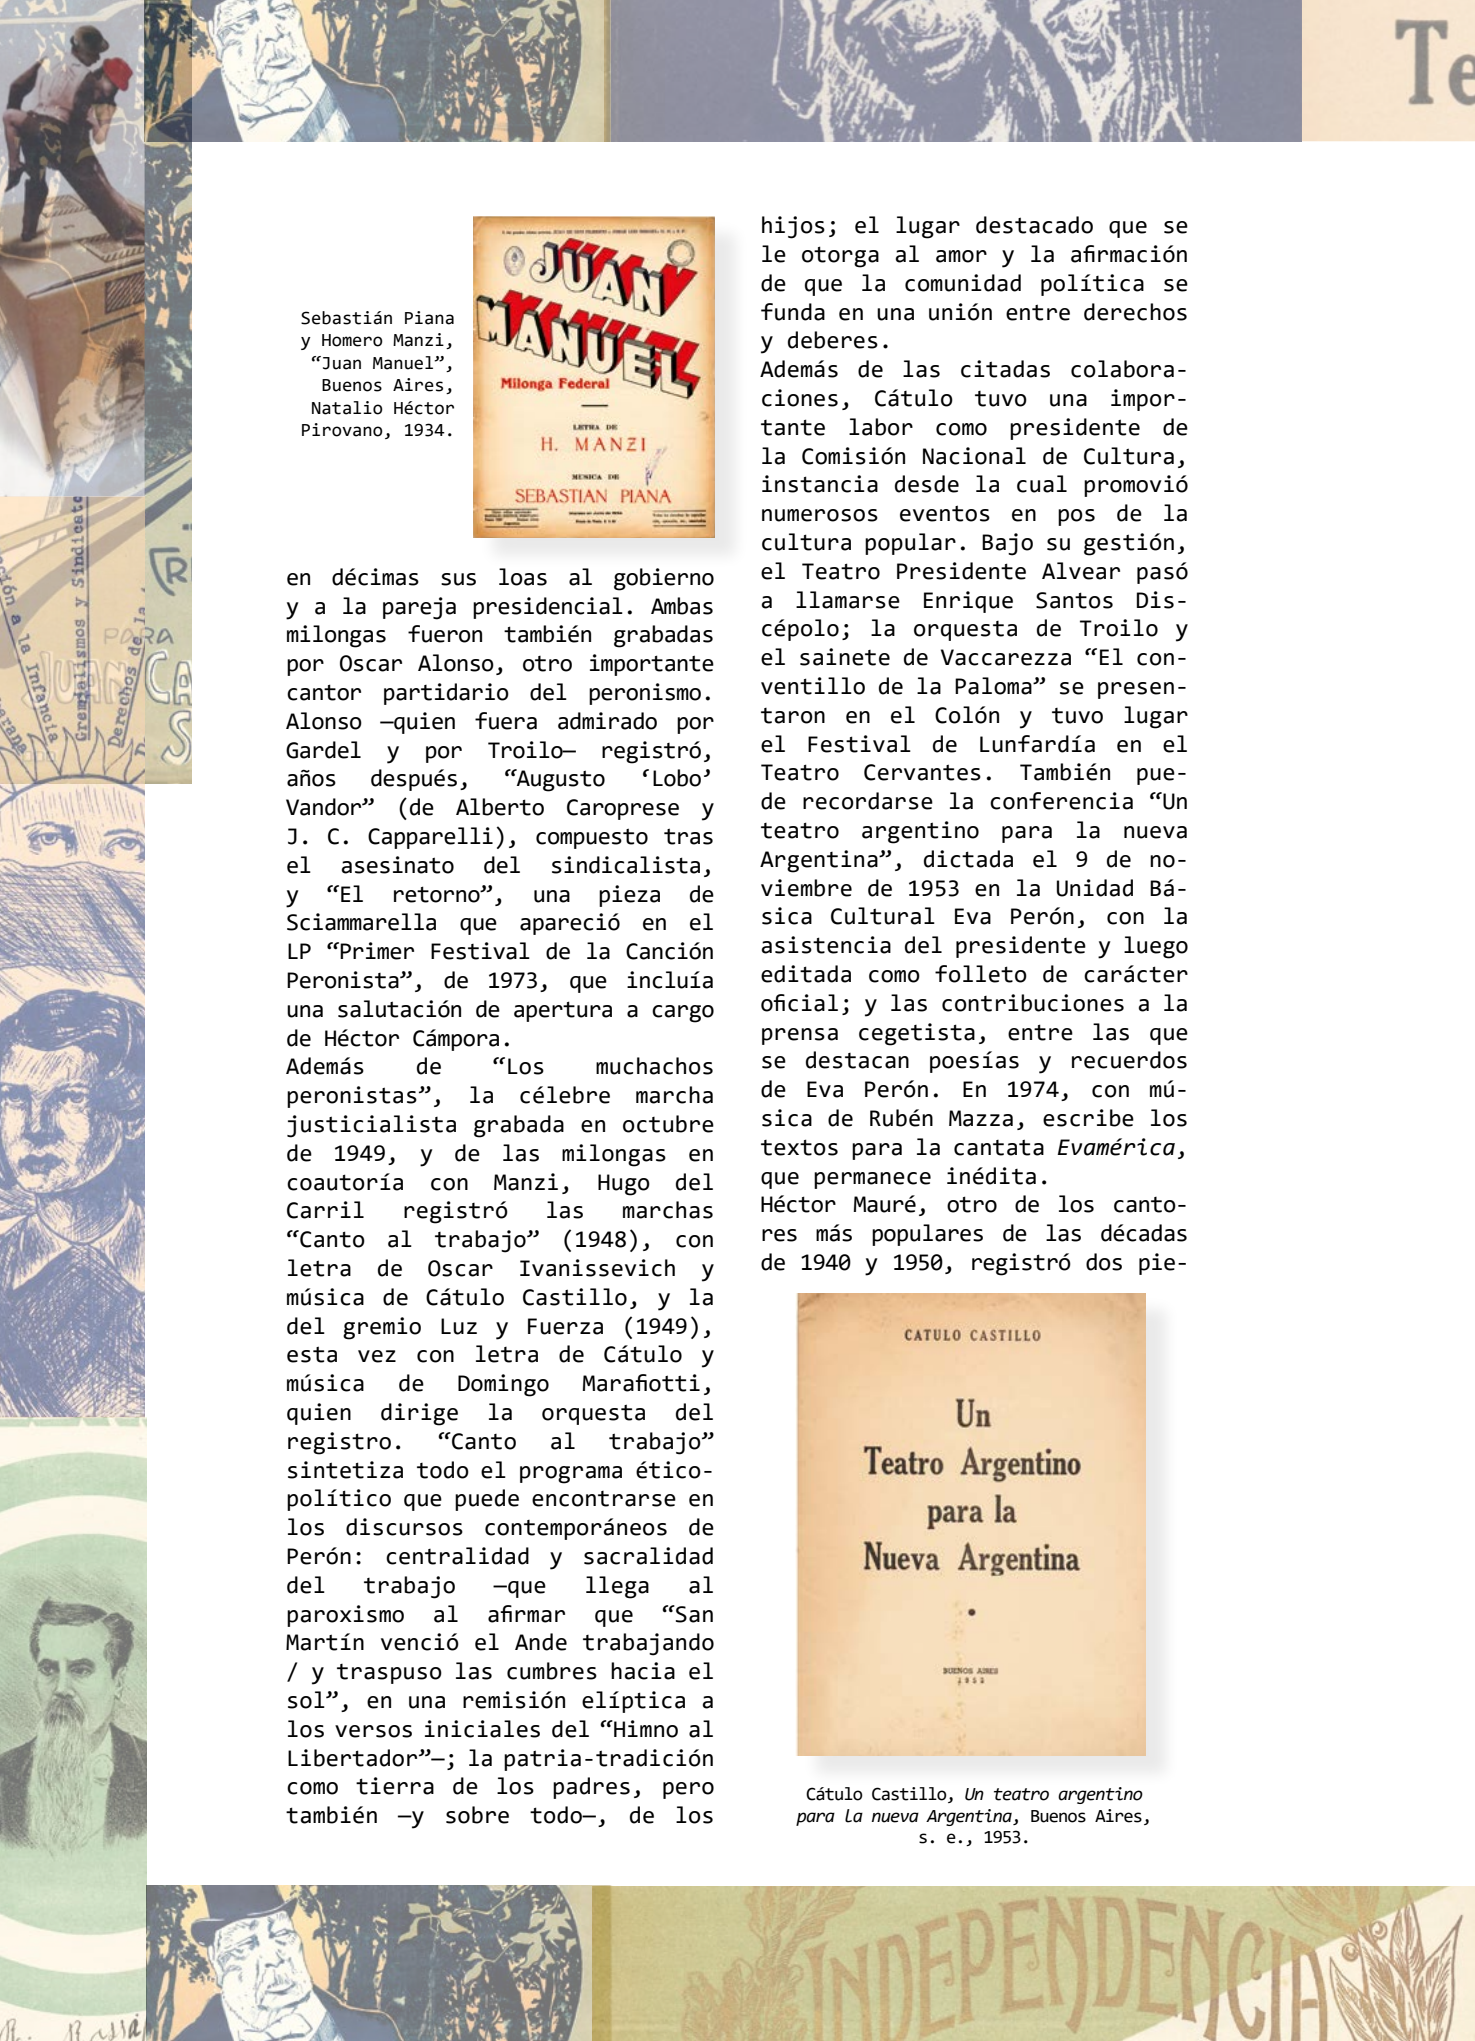 Te
Sebastián Piana
y Homero Manzi,
“Juan Manuel”,
Buenos Aires,
Natalio Héctor
Pirovano, 1934.
JUAN
MANUEL
Milonga Federal
LETRA DE
H. MANZI
MUSICA DE
SEBASTIAN PIANA
en décimas sus loas al gobierno
y a la pareja presidencial. Ambas
milongas fueron también grabadas
por Oscar Alonso, otro importante
cantor partidario del peronismo.
Alonso —quien fuera admirado por
Gardel y por Troilo— registró,
años después, “Augusto ‘Lobo’
Vandor” (de Alberto Caroprese y
J. C. Capparelli), compuesto tras
el asesinato del sindicalista,
y “El retorno”, una pieza de
Sciammarella que apareció en el
LP “Primer Festival de la Canción
Peronista”, de 1973, que incluía
una salutación de apertura a cargo
de Héctor Cámpora.
Además de “Los muchachos
peronistas”, la célebre marcha
justicialista grabada en octubre
de 1949, y de las milongas en
coautoría con Manzi, Hugo del
Carril registró las marchas
“Canto al trabajo” (1948), con
letra de Oscar Ivanissevich y
música de Cátulo Castillo, y la
del gremio Luz y Fuerza (1949),
esta vez con letra de Cátulo y
música de Domingo Marafiotti,
quien dirige la orquesta del
registro. “Canto al trabajo”
sintetiza todo el programa ético-
político que puede encontrarse en
los discursos contemporáneos de
Perón: centralidad y sacralidad
del trabajo —que llega al
paroxismo al afirmar que “San
Martín venció el Ande trabajando
/ y traspuso las cumbres hacia el
sol”, en una remisión elíptica a
los versos iniciales del “Himno al
Libertador”—; la patria-tradición
como tierra de los padres, pero
también —y sobre todo—, de los
hijos; el lugar destacado que se
le otorga al amor y la afirmación
de que la comunidad política se
funda en una unión entre derechos
y deberes.
Además de las citadas colabora-
ciones, Cátulo tuvo una impor-
tante labor como presidente de
la Comisión Nacional de Cultura,
instancia desde la cual promovió
numerosos eventos en pos de la
cultura popular. Bajo su gestión,
el Teatro Presidente Alvear pasó
a llamarse Enrique Santos Dis-
cépolo; la orquesta de Troilo y
el sainete de Vaccarezza “El con-
ventillo de la Paloma” se presen-
taron en el Colón y tuvo lugar
el Festival de Lunfardía en el
Teatro Cervantes. También pue-
de recordarse la conferencia “Un
teatro argentino para la nueva
Argentina”, dictada el 9 de no-
viembre de 1953 en la Unidad Bá-
sica Cultural Eva Perón, con la
asistencia del presidente y luego
editada como folleto de carácter
oficial; y las contribuciones a la
prensa cegetista, entre las que
se destacan poesías y recuerdos
de Eva Perón. En 1974, con mú-
sica de Rubén Mazza, escribe los
textos para la cantata Evamérica,
que permanece inédita.
Héctor Mauré, otro de los canto-
res más populares de las décadas
de 1940 y 1950, registró dos pie-
CATULO CASTILLO
Un
Teatro Argentino
para la
Nueva Argentina
BUENOS AIRES
1953
Cátulo Castillo, Un teatro argentino
para la nueva Argentina, Buenos Aires,
s. e., 1953.
Gremialismos y Sindicato
ción a la Infancia
Derechos de la
PARA
JUAN CA
INDEPENDENCIA